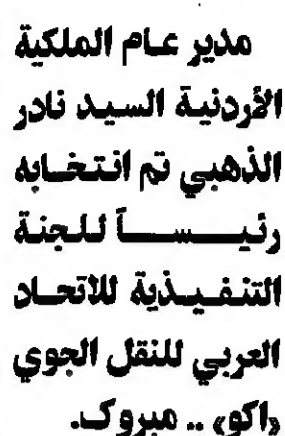 مدير عام الملكية
الأردنية السيد نادر
الذهبي تم انتخابه
رئيساً للجنة
التنفيذية للاتحاد
العربي للنقل الجوي
«اكو» .. مبروك.